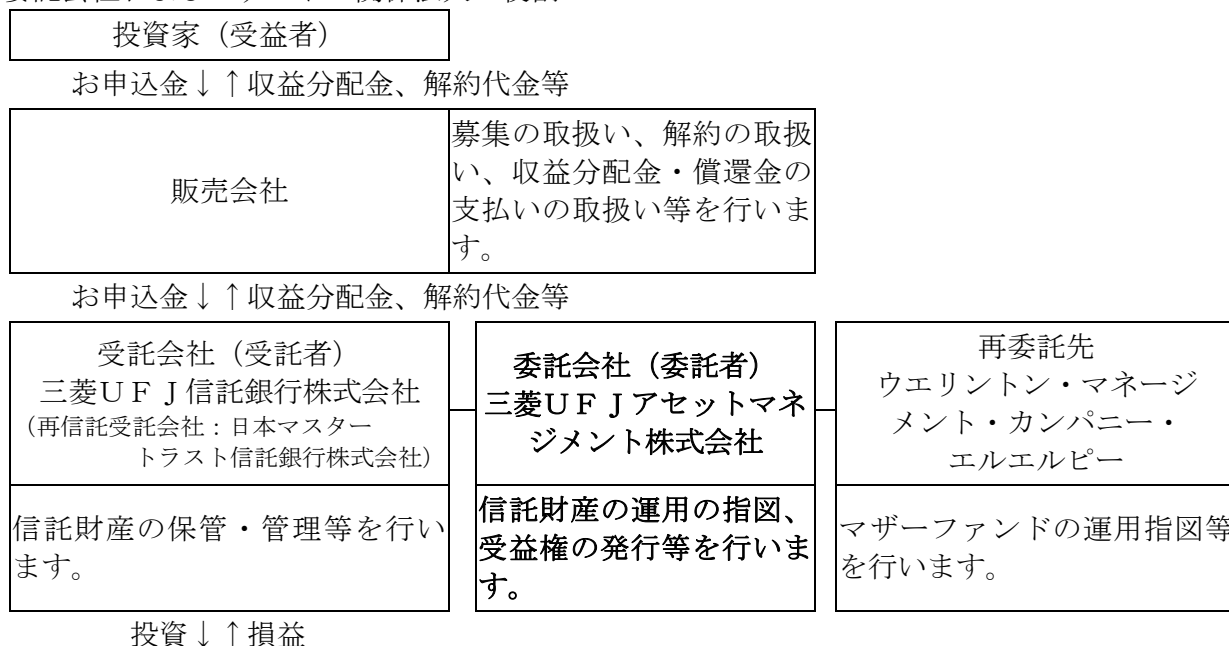 投資家（受益者）
お申込金↓↑収益分配金、解約代金等
販売会社
募集の取扱い、解約の取扱
い、収益分配金・償還金の
支払いの取扱い等を行いま
す。
お申込金↓↑収益分配金、解約代金等
受託会社（受託者）
三菱ＵＦＪ信託銀行株式会社
（再信託受託会社：日本マスター
トラスト信託銀行株式会社）
委託会社（委託者）
三菱ＵＦＪアセットマネ
ジメント株式会社
再委託先
ウエリントン・マネージ
メント・カンパニー・
エルエルピー
信託財産の保管・管理等を行い
ます。
信託財産の運用の指図、
受益権の発行等を行いま
す。
マザーファンドの運用指図等
を行います。
投資↓↑損益